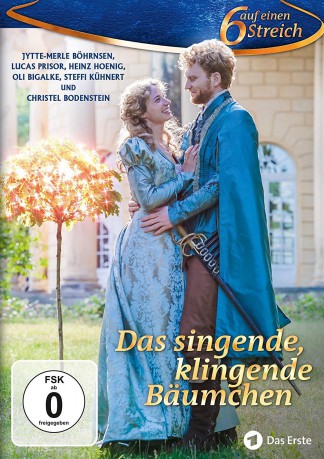 6 auf einen
Streich
JYTTE-MERLE BÖHRNSEN,
LUCAS PRISOR, HEINZ HOENIG,
OLI BIGALKE, STEFFI KÜHNERT
UND
CHRISTEL BODENSTEIN
Das singende,
klingende
Bäumchen
FSK
ab
0
freigegeben
1 Das Erste